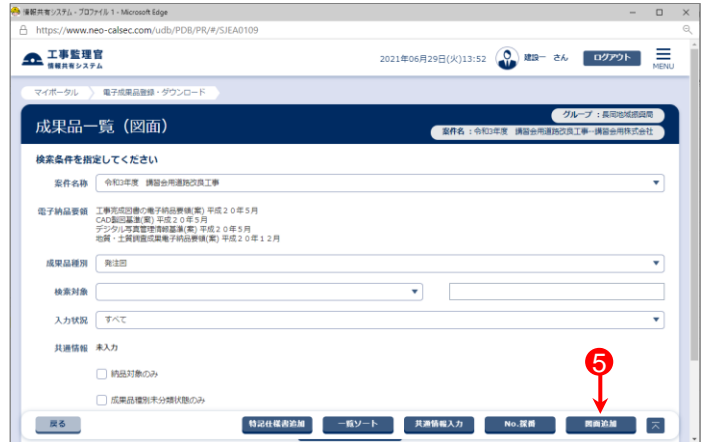 情報共有システム - プロファイル 1 - Microsoft Edge
https://www.neo-calsec.com/udb/PDB/PR/#/SJEA0109
工事監理官
情報共有システム
2021年06月29日(火)13:52
建設一 さん
ログアウト
MENU
マイポータル
電子成果品登録・ダウンロード
成果品一覧（図面）
グループ：長岡地域振興局
案件名：令和3年度 講習会用道路改良工事--講習会用株式会社
検索条件を指定してください
案件名称 令和3年度 講習会用道路改良工事
電子納品要領 工事完成図書の電子納品要領(案) 平成２０年５月
CAD製図基準(案) 平成２０年５月
デジタル写真管理情報基準(案) 平成２０年５月
地質・土質調査成果電子納品要領(案) 平成２０年１２月
成果品種別 発注図
検索対象
入力状況 すべて
共通情報 未入力
納品対象のみ
成果品種別未分類状態のみ
5
戻る
特記仕様書追加
一覧ソート
共通情報入力
No.採番
図面追加